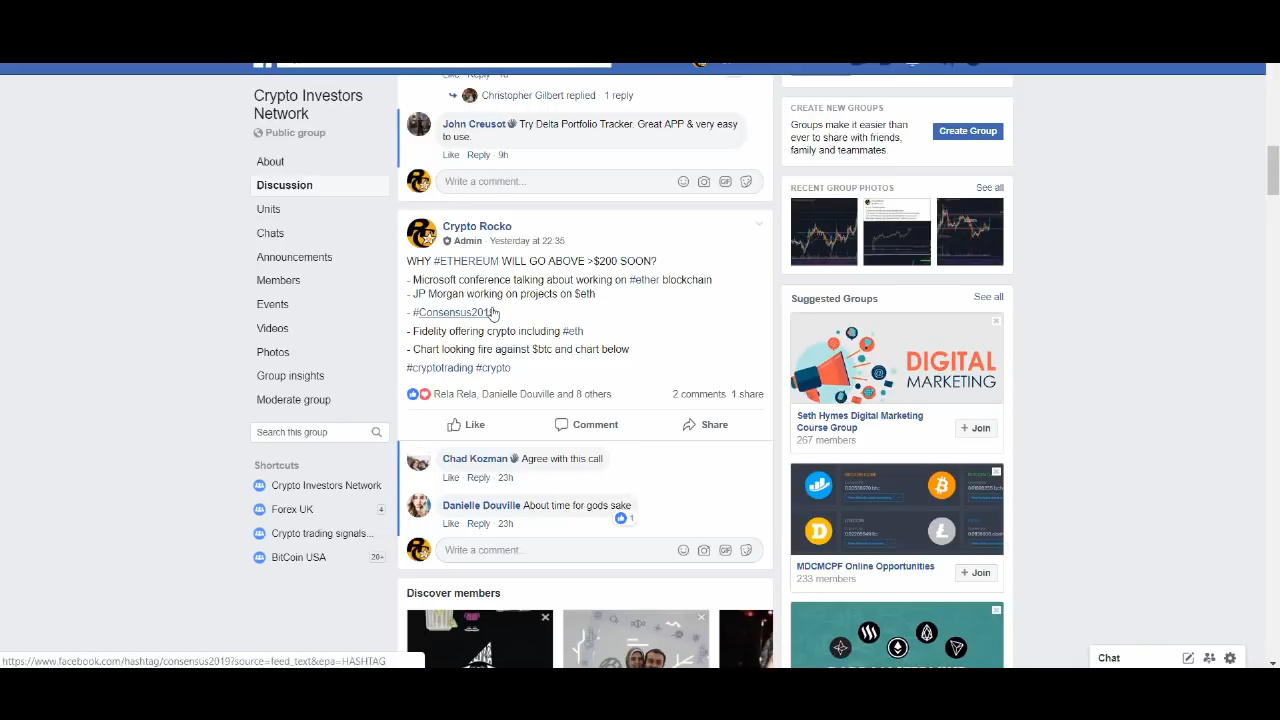 Christopher Gilbert replied · 1 reply
John Creusot Try Delta Portfolio Tracker. Great APP & very easy
to use.
Like · Reply · 9h
Write a comment...
Crypto Rocko
Admin · Yesterday at 22:35
WHY #ETHEREUM WILL GO ABOVE >$200 SOON?
- Microsoft conference talking about working on #ether blockchain
- JP Morgan working on projects on $eth
- #Consensus2019
- Fidelity offering crypto including #eth
- Chart looking fire against $btc and chart below
#cryptotrading #crypto
Rela Rela, Danielle Douville and 8 others
2 comments 1 share
Like
Comment
Share
Chad Kozman Agree with this call
Like · Reply · 23h
Danielle Douville About time for gods sake
1
Like · Reply · 23h
Write a comment...
Discover members
Crypto Investors
Network
Public group
About
Discussion
Units
Chats
Announcements
Members
Events
Videos
Photos
Group insights
Moderate group
Search this group
Shortcuts
Crypto Investors Network
Forex UK 4
Crypto trading signals...
BitCoin USA 20+
CREATE NEW GROUPS
Groups make it easier than
ever to share with friends,
family and teammates.
Create Group
RECENT GROUP PHOTOS
See all
Suggested Groups
See all
DIGITAL
MARKETING
Seth Hymes Digital Marketing
Course Group
267 members
+ Join
MDCMCPF Online Opportunities
233 members
+ Join
Chat
https://www.facebook.com/hashtag/consensus2019?source=feed_text&epa=HASHTAG